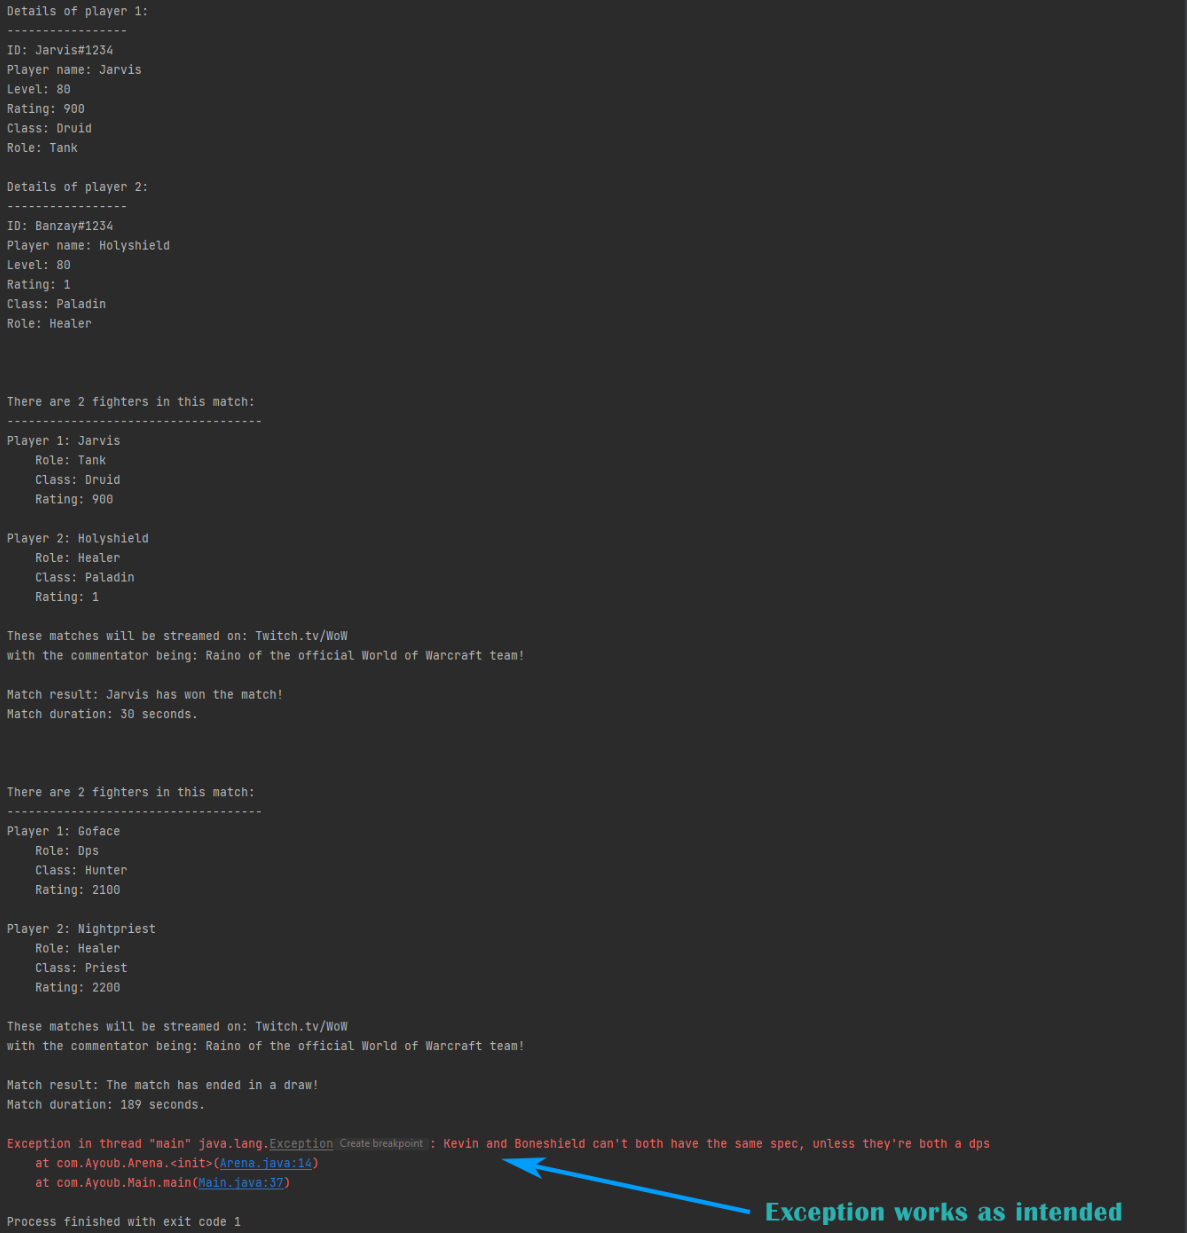 Details of player 1:
-----------------
ID: Jarvis#1234
Player name: Jarvis
Level: 80
Rating: 900
Class: Druid
Role: Tank
Details of player 2:
-----------------
ID: Banzay#1234
Player name: Holyshield
Level: 80
Rating: 1
Class: Paladin
Role: Healer
There are 2 fighters in this match:
------------------------------------
Player 1: Jarvis
Role: Tank
Class: Druid
Rating: 900
Player 2: Holyshield
Role: Healer
Class: Paladin
Rating: 1
These matches will be streamed on: Twitch.tv/WoW
with the commentator being: Raino of the official World of Warcraft team!
Match result: Jarvis has won the match!
Match duration: 30 seconds.
There are 2 fighters in this match:
------------------------------------
Player 1: Goface
Role: Dps
Class: Hunter
Rating: 2100
Player 2: Nightpriest
Role: Healer
Class: Priest
Rating: 2200
These matches will be streamed on: Twitch.tv/WoW
with the commentator being: Raino of the official World of Warcraft team!
Match result: The match has ended in a draw!
Match duration: 189 seconds.
Exception in thread "main" java.lang.Exception Create breakpoint : Kevin and Boneshield can't both have the same spec, unless they're both a dps
at com.Ayoub.Arena.<init>(Arena.java:14)
at com.Ayoub.Main.main(Main.java:37)
Exception works as intended
Process finished with exit code 1